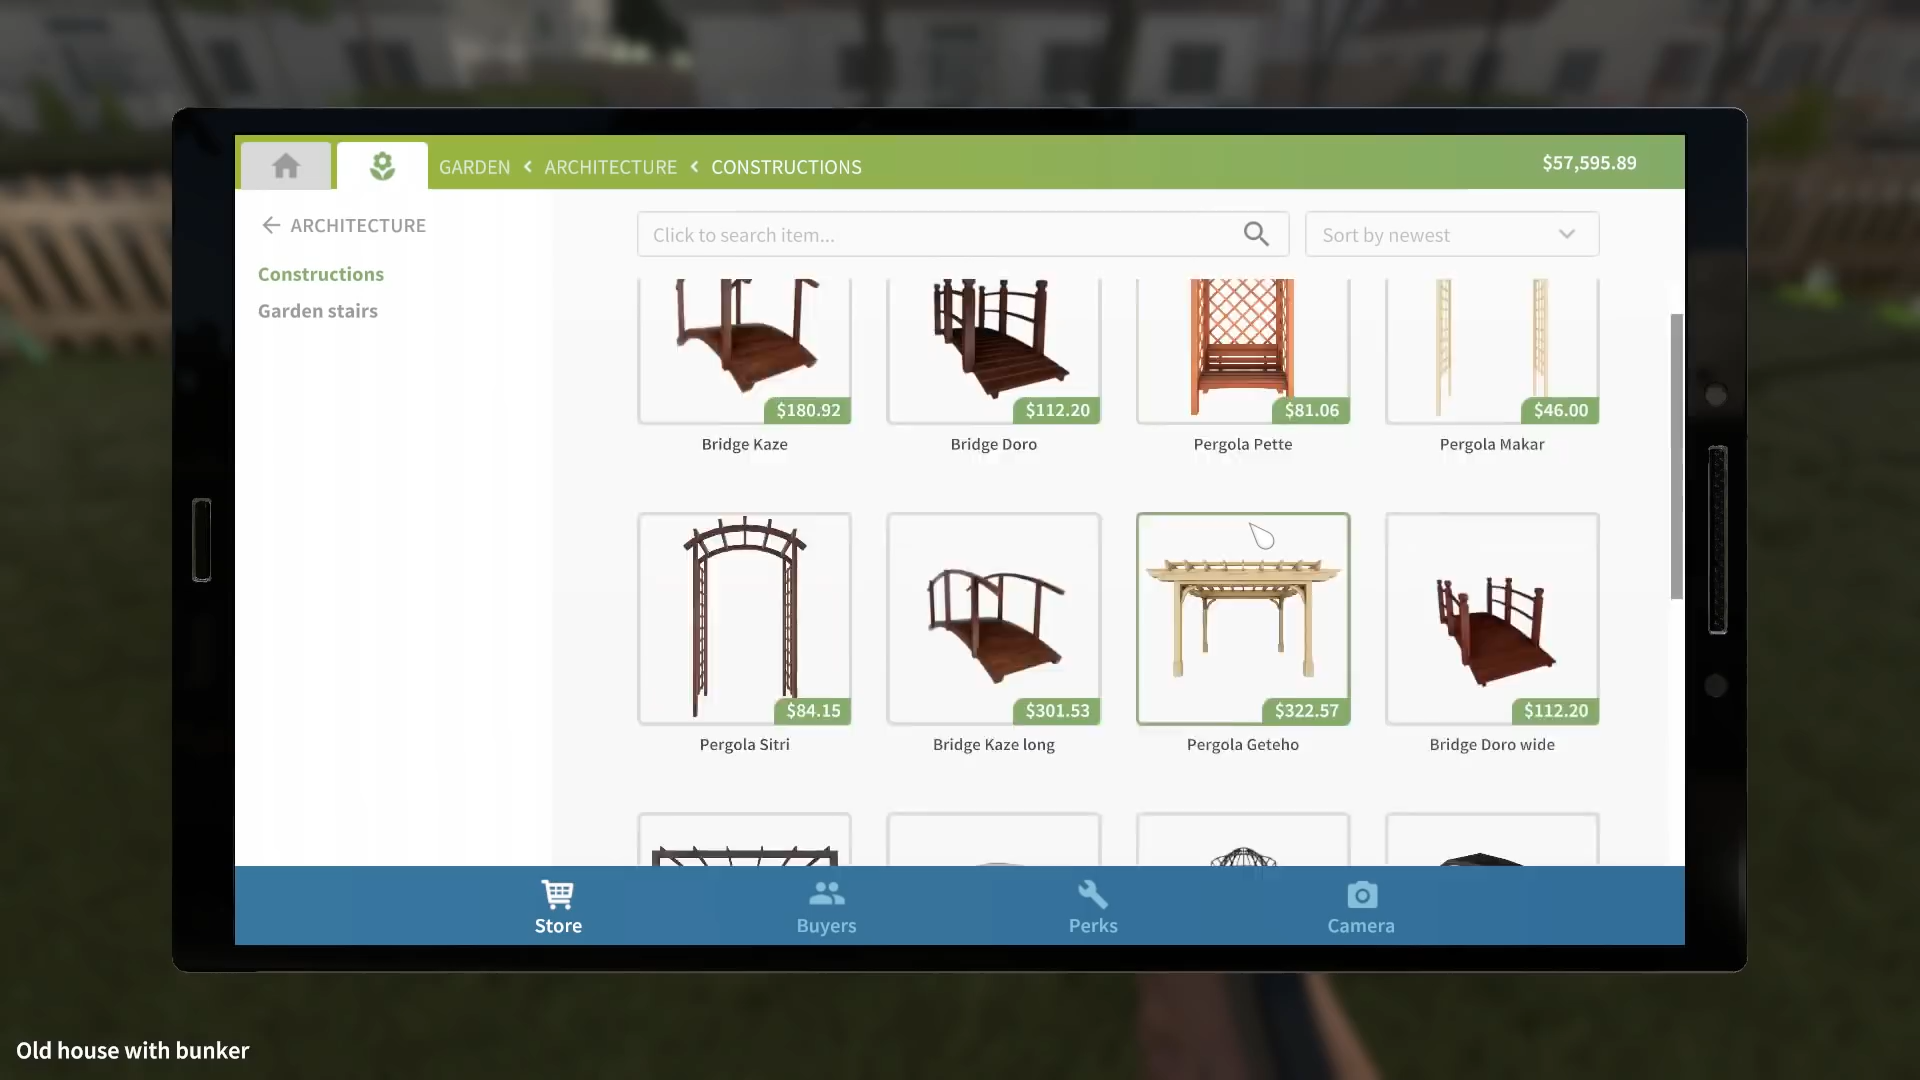 GARDEN < ARCHITECTURE < CONSTRUCTIONS
$57,595.89
ARCHITECTURE
Constructions
Garden stairs
Click to search item...
Sort by newest
$180.92
$112.20
$81.06
$46.00
Bridge Kaze
Bridge Doro
Pergola Pette
Pergola Makar
$84.15
$301.53
$322.57
$112.20
Pergola Sitri
Bridge Kaze long
Pergola Geteho
Bridge Doro wide
Store
Buyers
Perks
Camera
Old house with bunker